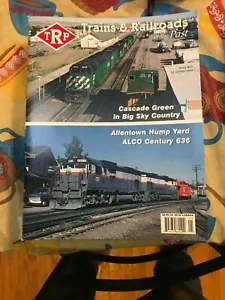 TRP
Trains & Railroads
Past
Cascade Green
in Big Sky Country
Allentown Hump Yard
ALCO Century 636